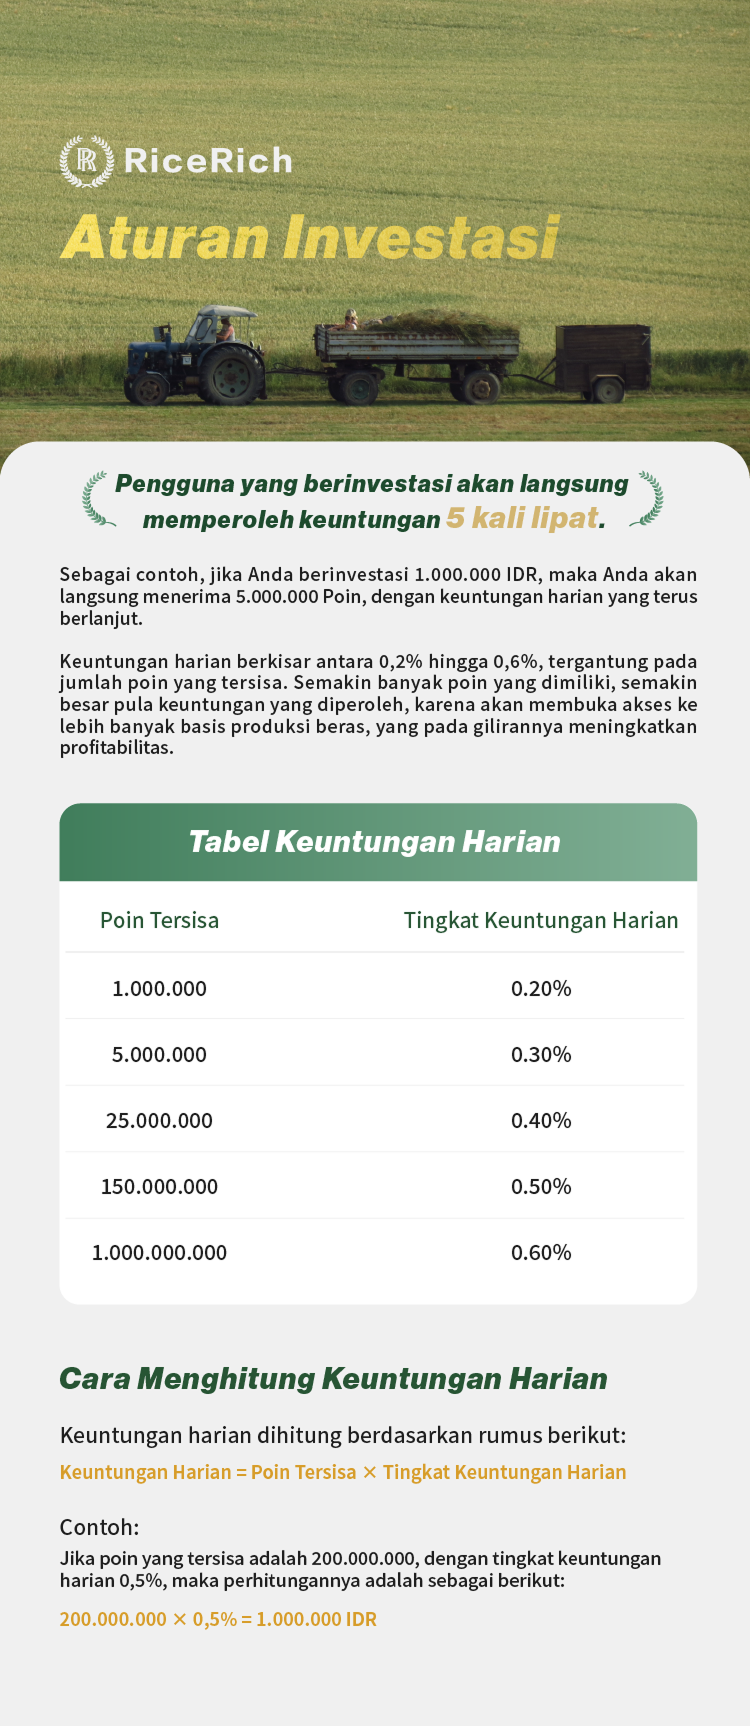 RR RiceRich
Aturan Investasi
Pengguna yang berinvestasi akan langsung
memperoleh keuntungan 5 kali lipat.
Sebagai contoh, jika Anda berinvestasi 1.000.000 IDR, maka Anda akan
langsung menerima 5.000.000 Poin, dengan keuntungan harian yang terus
berlanjut.
Keuntungan harian berkisar antara 0,2% hingga 0,6%, tergantung pada
jumlah poin yang tersisa. Semakin banyak poin yang dimiliki, semakin
besar pula keuntungan yang diperoleh, karena akan membuka akses ke
lebih banyak basis produksi beras, yang pada gilirannya meningkatkan
profitabilitas.
Tabel Keuntungan Harian
Poin Tersisa Tingkat Keuntungan Harian
1.000.000 0.20%
5.000.000 0.30%
25.000.000 0.40%
150.000.000 0.50%
1.000.000.000 0.60%
Cara Menghitung Keuntungan Harian
Keuntungan harian dihitung berdasarkan rumus berikut:
Keuntungan Harian = Poin Tersisa × Tingkat Keuntungan Harian
Contoh:
Jika poin yang tersisa adalah 200.000.000, dengan tingkat keuntungan
harian 0,5%, maka perhitungannya adalah sebagai berikut:
200.000.000 × 0,5% = 1.000.000 IDR